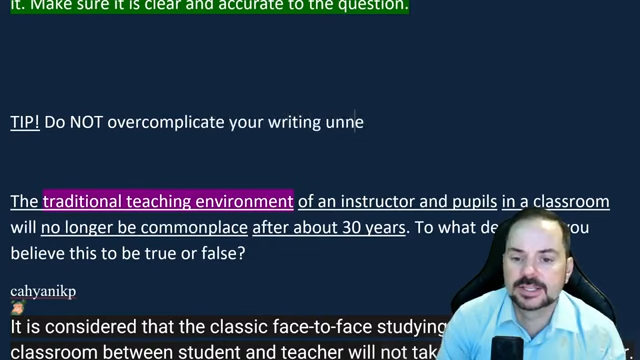 it. Make sure it is clear and accurate to the question.
TIP! Do NOT overcomplicate your writing unne
The traditional teaching environment of an instructor and pupils in a classroom
will no longer be commonplace after about 30 years. To what de you
believe this to be true or false?
cahyanikp
It is considered that the classic face-to-face studying
classroom between student and teacher will not tak